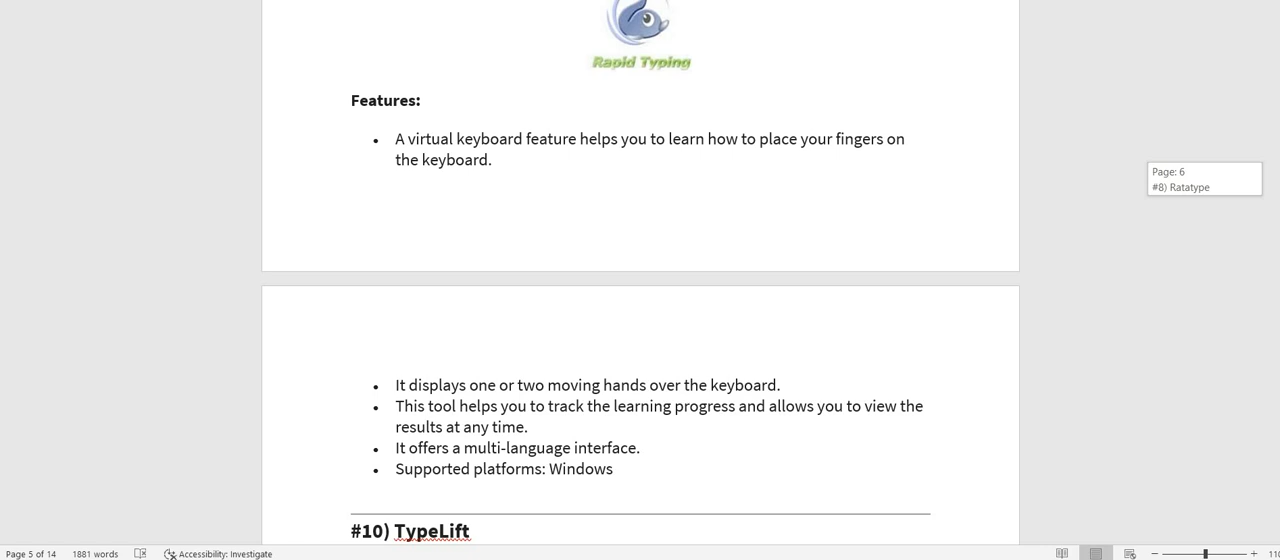 Rapid Typing
Features:
• A virtual keyboard feature helps you to learn how to place your fingers on
the keyboard.
Page: 6
#8) Ratatype
• It displays one or two moving hands over the keyboard.
• This tool helps you to track the learning progress and allows you to view the
results at any time.
• It offers a multi-language interface.
• Supported platforms: Windows
#10) TypeLift
Page 5 of 14 1881 words Accessibility: Investigate